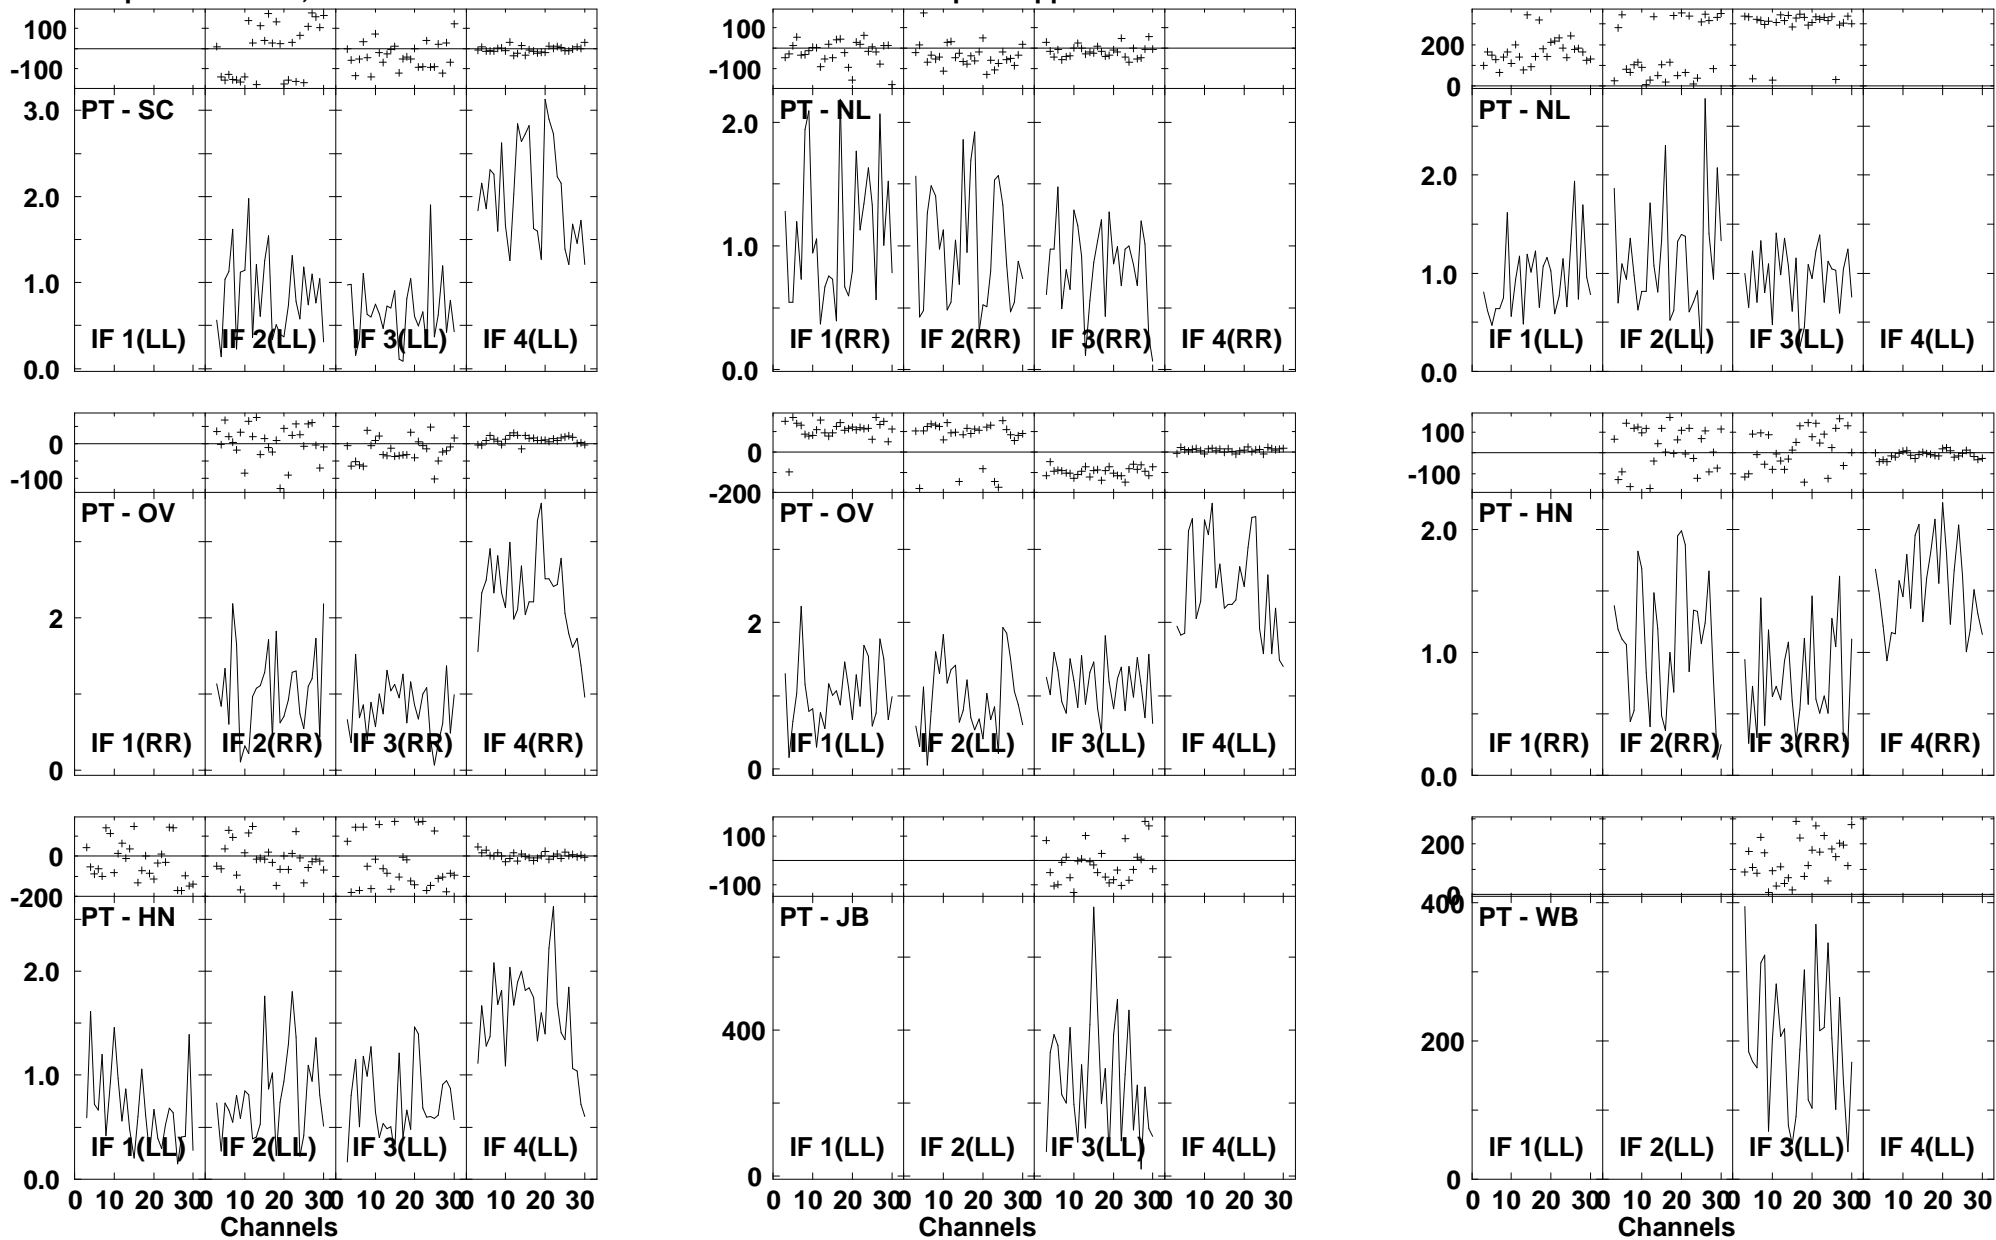 100
-100
PT - SC
3.0
2.0
1.0
0.0
IF 1(LL) IF 2(LL) IF 3(LL) IF 4(LL)
100
-100
PT - NL
2.0
1.0
0.0
IF 1(RR) IF 2(RR) IF 3(RR) IF 4(RR)
200
0
PT - NL
2.0
1.0
0.0
IF 1(LL) IF 2(LL) IF 3(LL) IF 4(LL)
0
-100
PT - OV
2
0
IF 1(RR) IF 2(RR) IF 3(RR) IF 4(RR)
0
-200
PT - OV
2
0
IF 1(LL) IF 2(LL) IF 3(LL) IF 4(LL)
100
-100
PT - HN
2.0
1.0
0.0
IF 1(RR) IF 2(RR) IF 3(RR) IF 4(RR)
0
-200
PT - HN
2.0
1.0
0.0
IF 1(LL) IF 2(LL) IF 3(LL) IF 4(LL)
0 10 20 30 0 10 20 30 0 10 20 30 0 10 20 30
Channels
100
-100
PT - JB
400
0
IF 1(LL) IF 2(LL) IF 3(LL) IF 4(LL)
0 10 20 30 0 10 20 30 0 10 20 30 0 10 20 30
Channels
200
0
400
PT - WB
200
0
IF 1(LL) IF 2(LL) IF 3(LL) IF 4(LL)
0 10 20 30 0 10 20 30 0 10 20 30 0 10 20 30
Channels